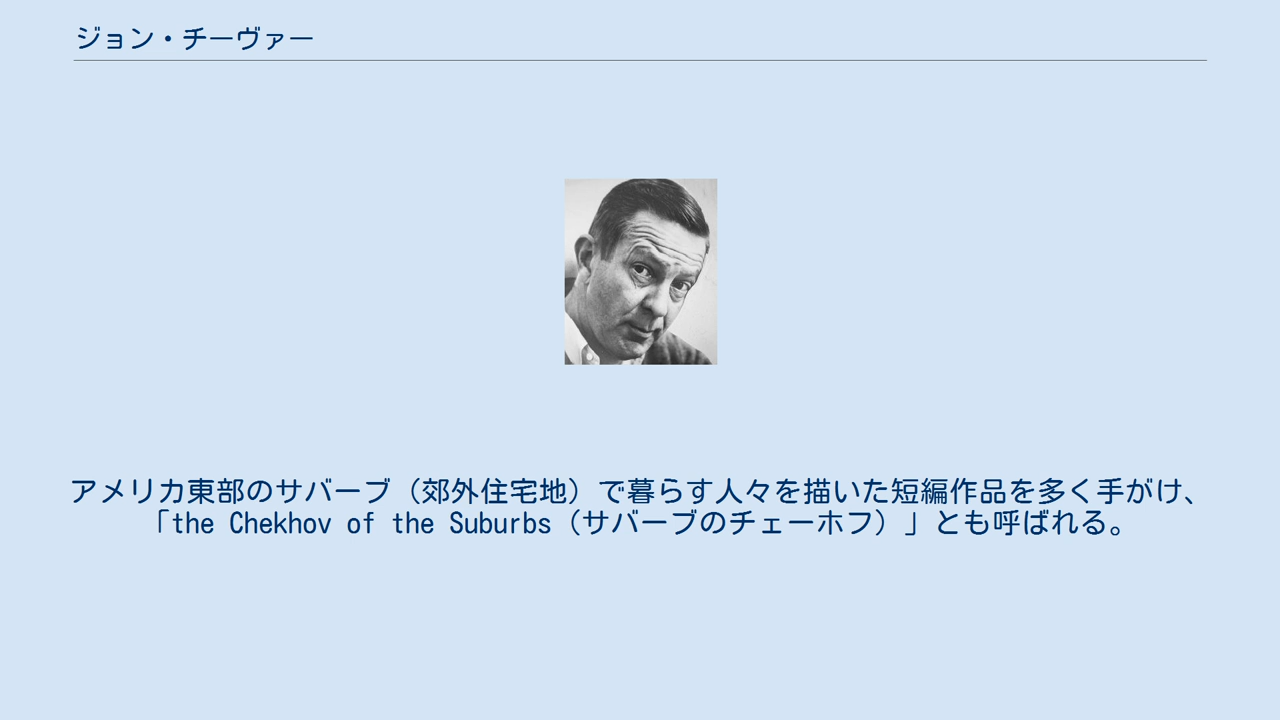 ジョン・チーヴァー
アメリカ東部のサバーブ（郊外住宅地）で暮らす人々を描いた短編作品を多く手がけ、
「the Chekhov of the Suburbs（サバーブのチェーホフ）」とも呼ばれる。